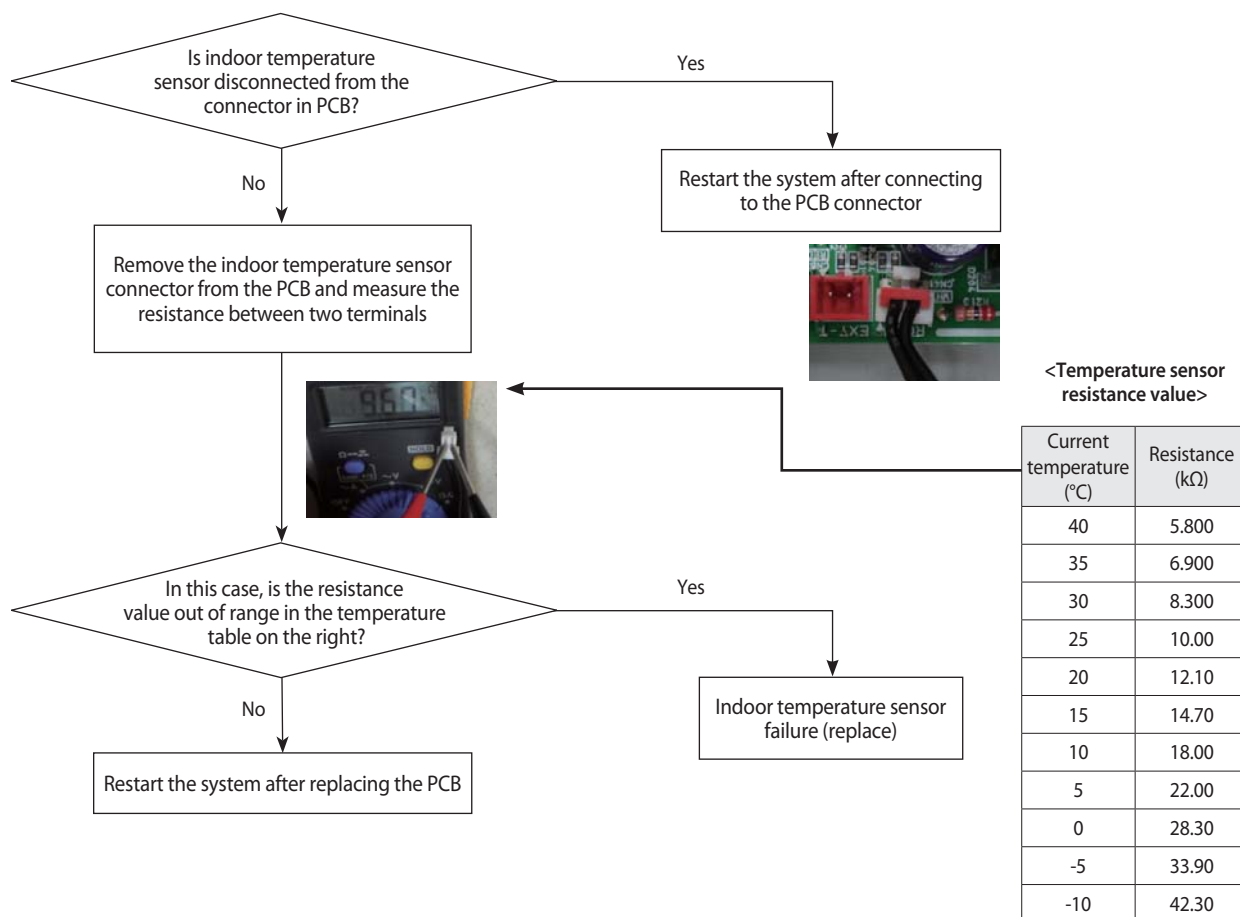 Is indoor temperature
sensor disconnected from the
connector in PCB?
Yes
No
Restart the system after connecting
to the PCB connector
Remove the indoor temperature sensor
connector from the PCB and measure the
resistance between two terminals
EXT-T
HOLD
<Temperature sensor
resistance value>
Current
temperature
(°C)
Resistance
(kΩ)
40 5.800
35 6.900
30 8.300
25 10.00
20 12.10
15 14.70
10 18.00
5 22.00
0 28.30
-5 33.90
-10 42.30
In this case, is the resistance
value out of range in the temperature
table on the right?
Yes
No
Indoor temperature sensor
failure (replace)
Restart the system after replacing the PCB